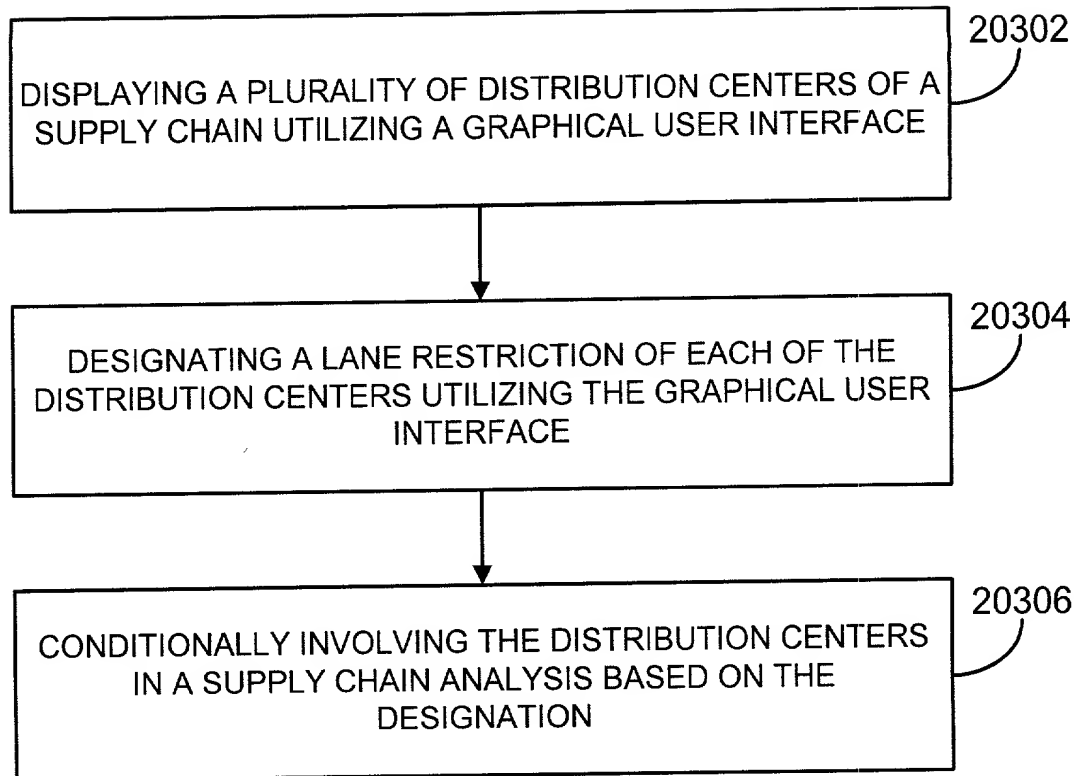 20302
DISPLAYING A PLURALITY OF DISTRIBUTION CENTERS OF A
SUPPLY CHAIN UTILIZING A GRAPHICAL USER INTERFACE
20304
DESIGNATING A LANE RESTRICTION OF EACH OF THE
DISTRIBUTION CENTERS UTILIZING THE GRAPHICAL USER
INTERFACE
20306
CONDITIONALLY INVOLVING THE DISTRIBUTION CENTERS
IN A SUPPLY CHAIN ANALYSIS BASED ON THE
DESIGNATION